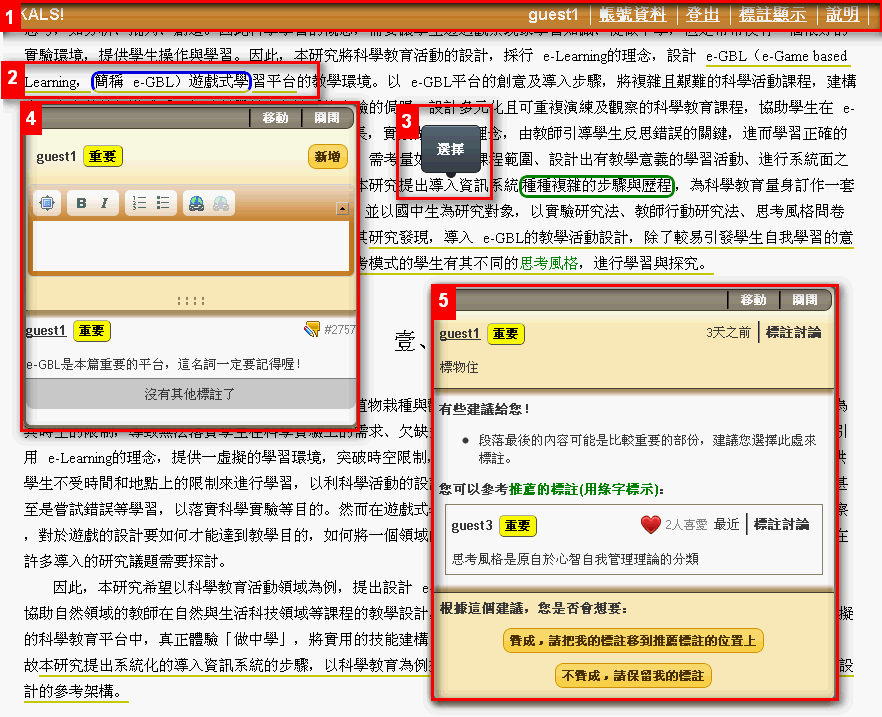 1
KALS!
guest1 | 帳號資料 | 登出 | 標註顯示 | 說明 |
實驗環境，提供學生操作與學習。因此，本研究將科學教育活動的設計，採行 e-Learning的理念，設計 e-GBL（e-Game based
2
Learning，簡稱 e-GBL）遊戲式學習平台的教學環境。以 e-GBL平台的創意及導入步驟，將複雜且艱難的科學活動課程，建構
設計多元化且可重複演練及觀察的科學教育課程，協助學生在 e-
理念，由教師引導學生反思錯誤的關鍵，進而學習正確的
需考量 課程範圍、設計出有教學意義的學習活動、進行系統面之
本研究提出導入資訊系統種種複雜的步驟與歷程，為科學教育量身訂作一套
並以國中生為研究對象，以實驗研究法、教師行動研究法、思考風格問卷
研究發現，導入 e-GBL的教學活動設計，除了較易引發學生自我學習的意
考模式的學生有其不同的思考風格，進行學習與探究。
3
選擇
4
移動 | 關閉
guest1 重要 新增
B I
guest1 重要 #2757
e-GBL是本篇重要的平台，這名詞一定要記得喔!
沒有其他標註了
壹、
植物栽種與
用 e-Learning的理念，提供一虛擬的學習環境，突破時空限制，
學生不受時間和地點上的限制來進行學習，以利科學活動的設
至是嘗試錯誤等學習，以落實科學實驗等目的。然而在遊戲式
，對於遊戲的設計要如何才能達到教學目的，如何將一個領域
許多導入的研究議題需要探討。
因此，本研究希望以科學教育活動領域為例，提出設計 e
協助自然領域的教師在自然與生活科技領域等課程的教學設計，
的科學教育平台中，真正體驗「做中學」，將實用的技能建構
故本研究提出系統化的導入資訊系統的步驟，以科學教育為例
計的參考架構。
5
移動 | 關閉
guest1 重要 3天之前 | 標註討論
標物住
有些建議給您!
• 段落最後的內容可能是比較重要的部份，建議您選擇此處來
標註。
您可以參考推薦的標註(用綠字標示):
guest3 重要 2人喜愛 最近 | 標註討論
思考風格是原自於心智自我管理理論的分類
根據這個建議，您是否會想要:
贊成，請把我的標註移到推薦標註的位置上
不贊成，請保留我的標註